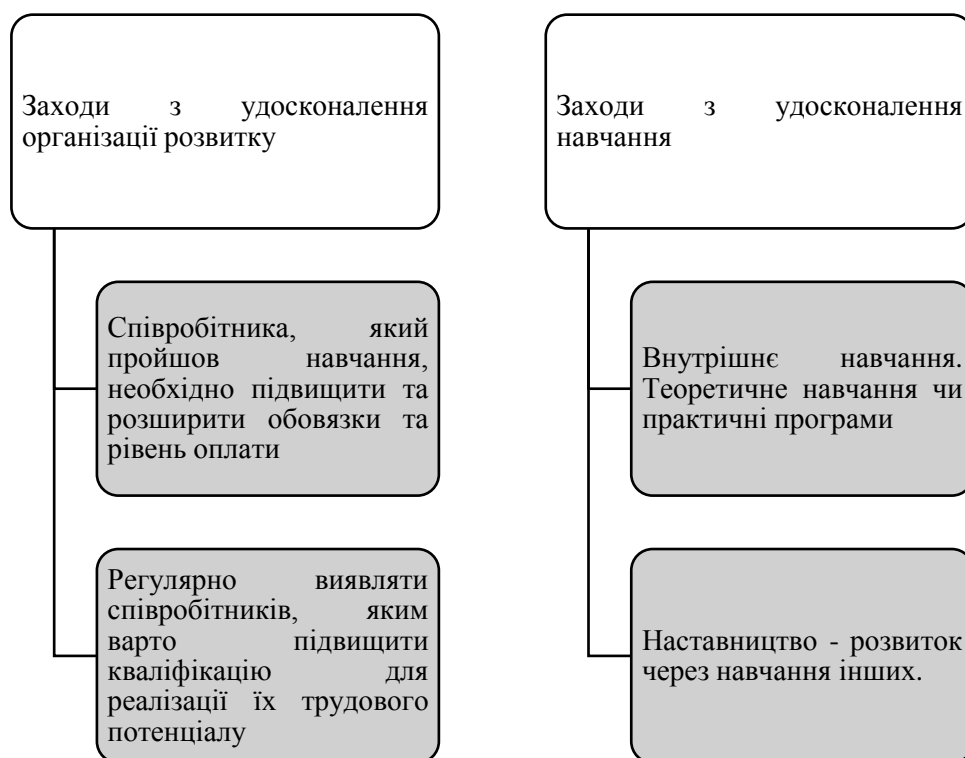 Заходи з удосконалення
організації розвитку
Співробітника, який
пройшов навчання,
необхідно підвищити та
розширити обовязки та
рівень оплати
Регулярно виявляти
співробітників, яким
варто підвищити
кваліфікацію для
реалізації їх трудового
потенціалу
Заходи з удосконалення
навчання
Внутрішнє навчання.
Теоретичне навчання чи
практичні програми
Наставництво - розвиток
через навчання інших.